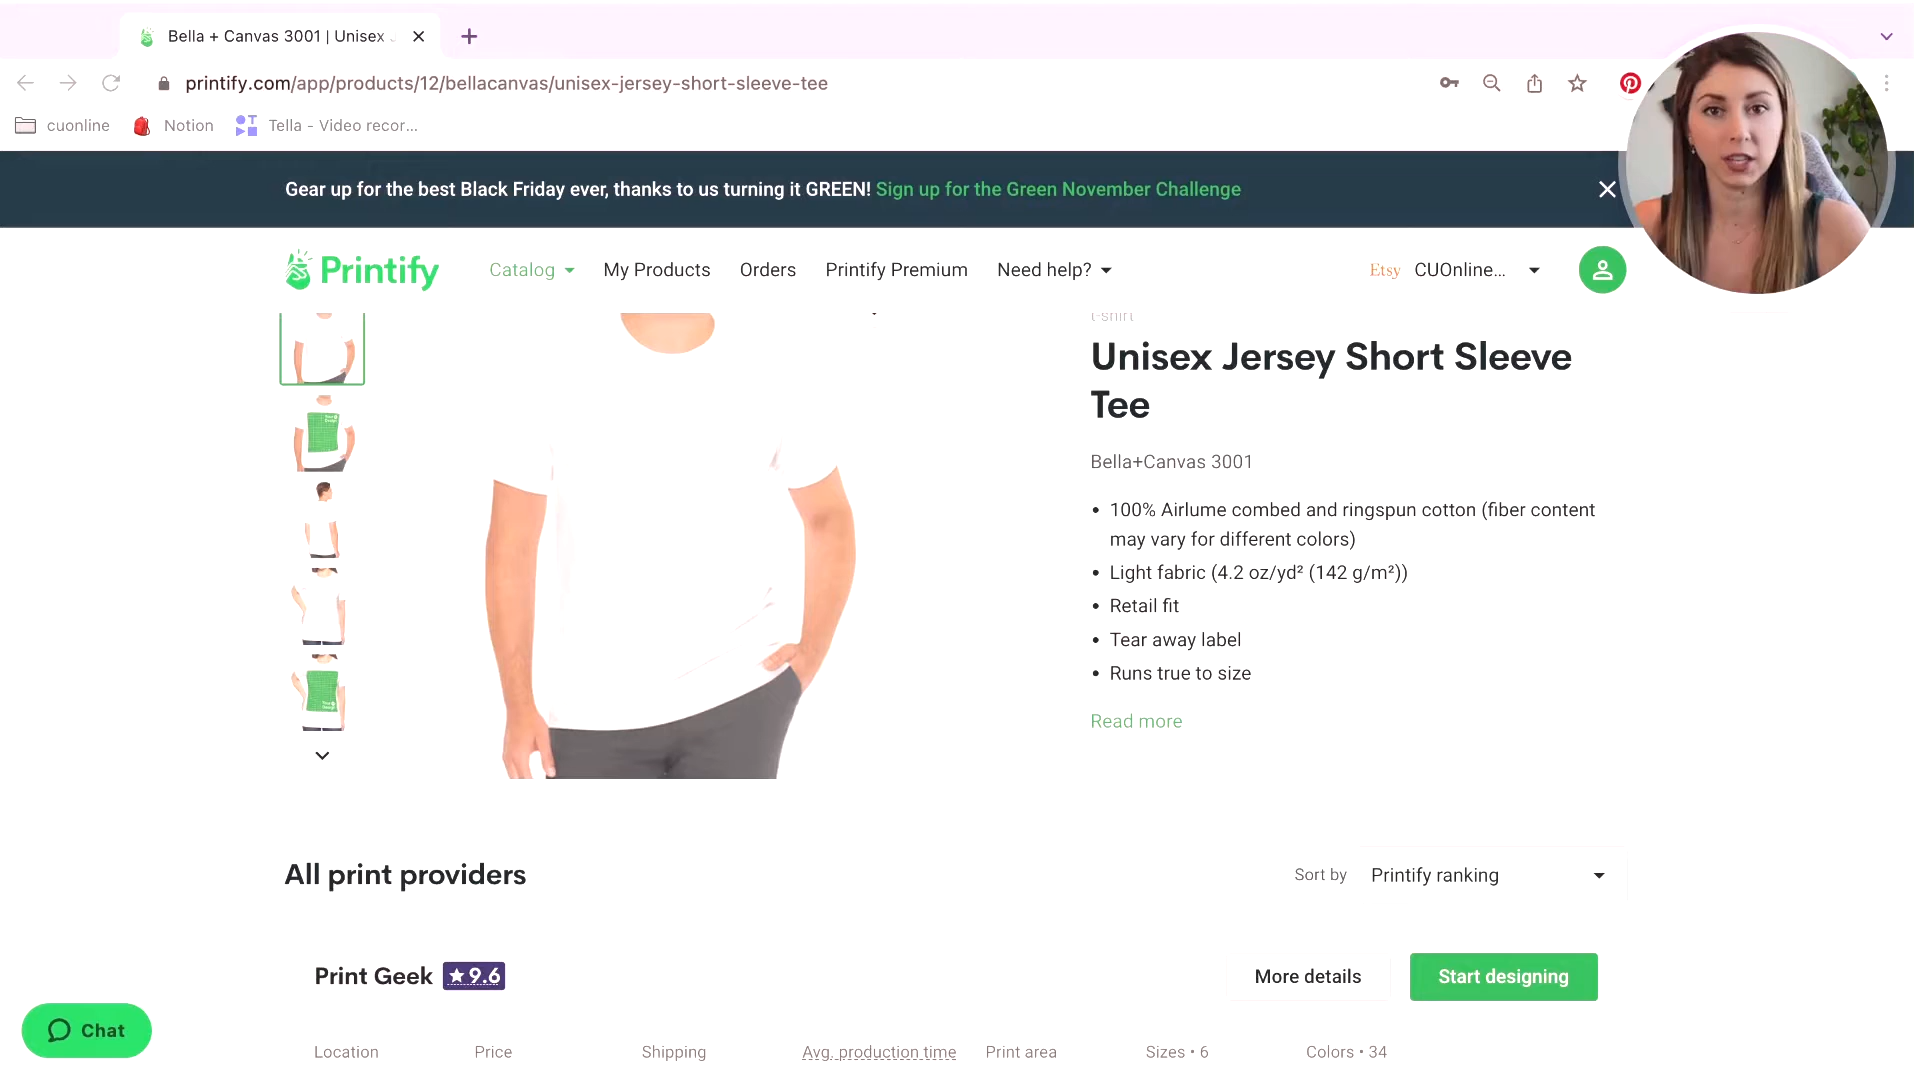 Bella + Canvas 3001 | Unisex
printify.com/app/products/12/bellacanvas/unisex-jersey-short-sleeve-tee
cuonline
Notion
Tella - Video recor...
Gear up for the best Black Friday ever, thanks to us turning it GREEN! Sign up for the Green November Challenge
Printify
Catalog
My Products
Orders
Printify Premium
Need help?
Etsy CUOnline...
t-shirt
Unisex Jersey Short Sleeve
Tee
Bella+Canvas 3001
• 100% Airlume combed and ringspun cotton (fiber content
may vary for different colors)
• Light fabric (4.2 oz/yd² (142 g/m²))
• Retail fit
• Tear away label
• Runs true to size
Read more
All print providers
Sort by Printify ranking
Print Geek ★ 9.6
More details
Start designing
Chat
Location
Price
Shipping
Avg. production time
Print area
Sizes • 6
Colors • 34